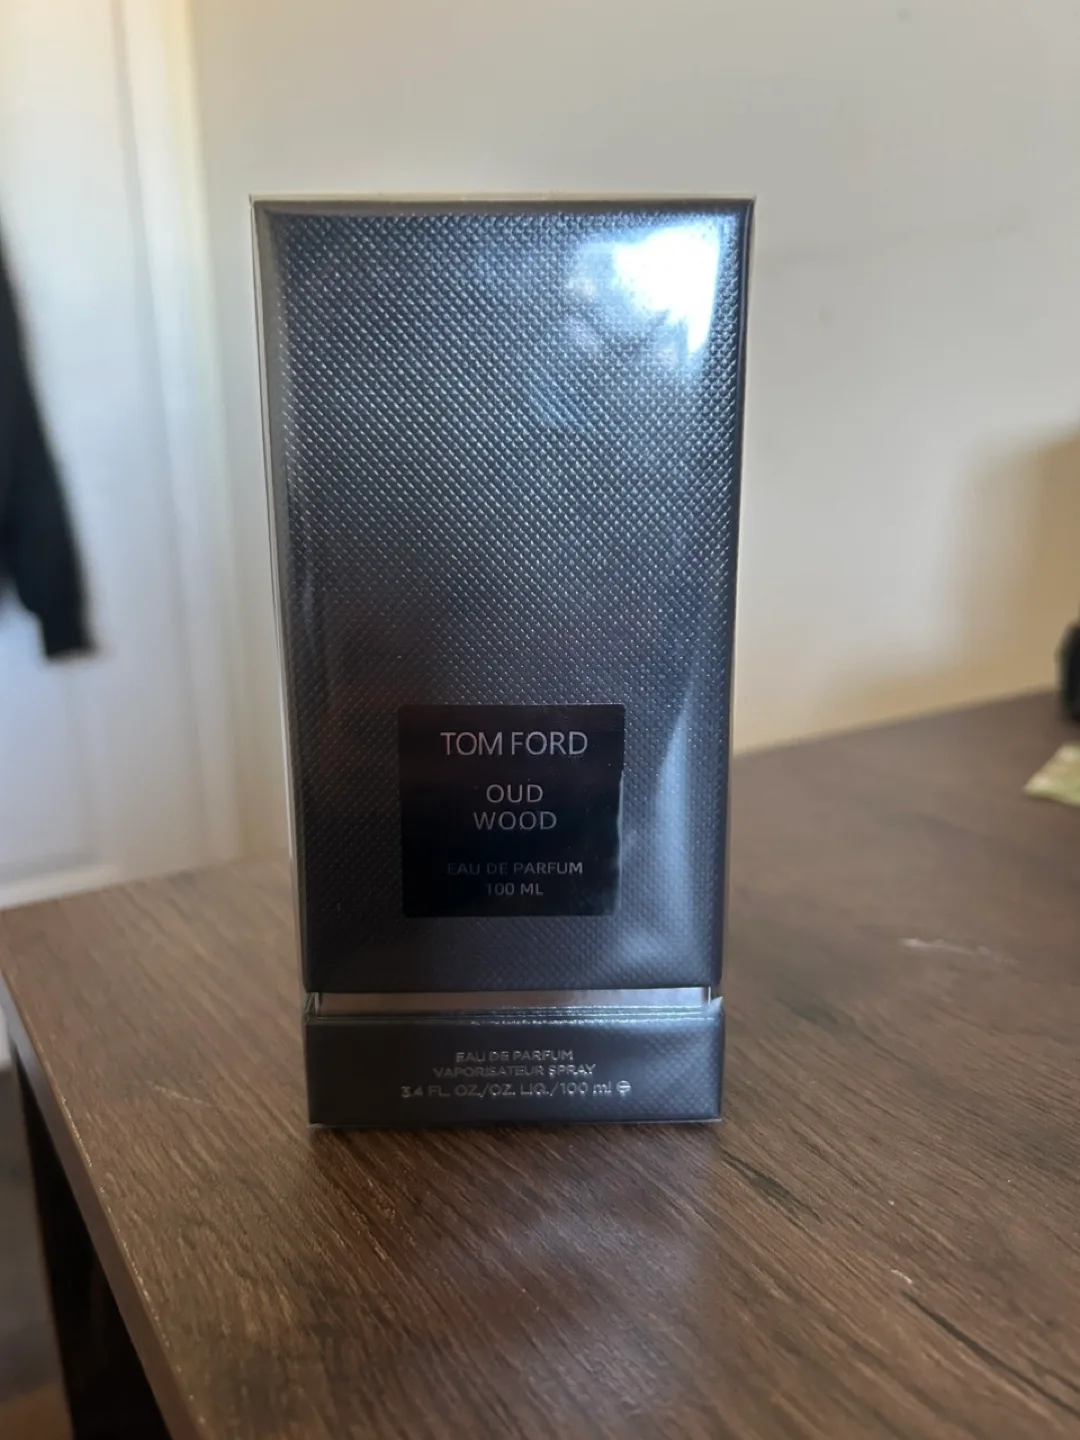 TOM FORD
OUD
WOOD
EAU DE PARFUM
100 ML
EAU DE PARFUM
VAPORISATEUR SPRAY
3.4 FL. OZ./OZ. LIQ./100 ml ℮